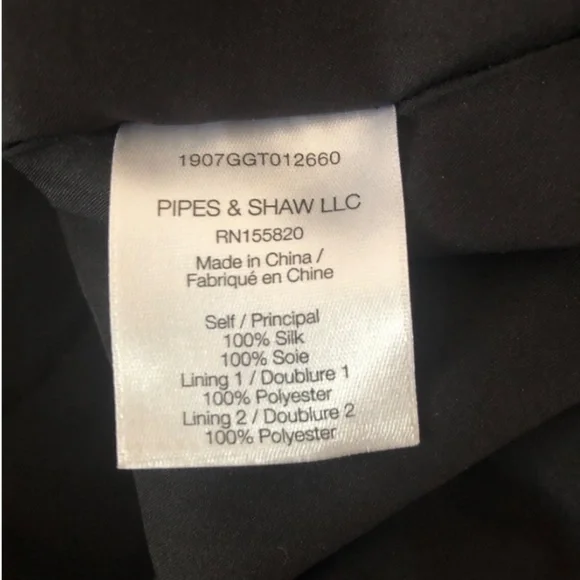 1907GGT012660
PIPES & SHAW LLC
RN155820
Made in China /
Fabriqué en Chine
Self / Principal
100% Silk
100% Soie
Lining 1 / Doublure 1
100% Polyester
Lining 2 / Doublure 2
100% Polyester